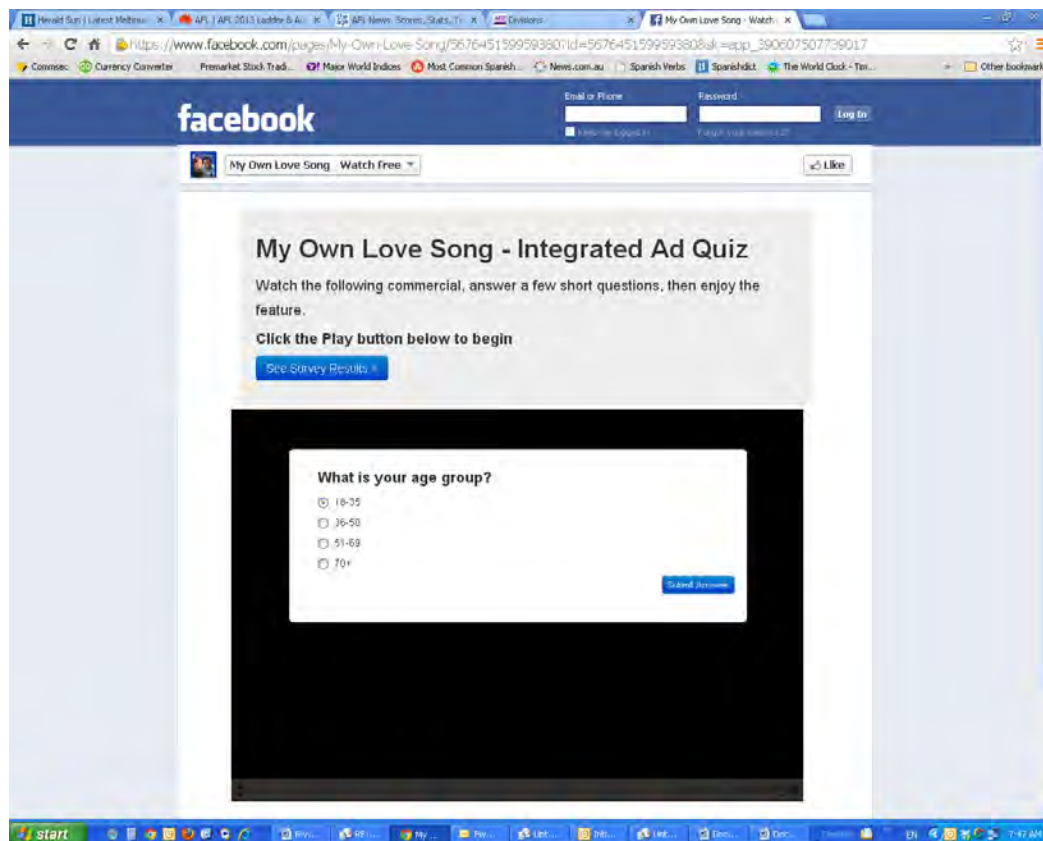 Herald Sun | Latest Melbou
AFL | AFL 2013 Ladder & Au
AFL News, Scores, Stats, Ti
Divisions
My Own Love Song - Watch
https://www.facebook.com/pages/My-Own-Love-Song/567645159959380?id=567645159959380&sk=app_390607507739017
Commsec Currency Converter Premarket Stock Trad... Major World Indices Most Common Spanish... News.com.au Spanish Verbs Spanishdict The World Clock - Tim... Other bookmark
facebook
Email or Phone Password
Log In
My Own Love Song Watch Free
Like
My Own Love Song - Integrated Ad Quiz
Watch the following commercial, answer a few short questions, then enjoy the
feature.
Click the Play button below to begin
See Survey Results »
What is your age group?
18-35
36-50
51-69
70+
Submit Answer
start My ... EN 7:47 AM